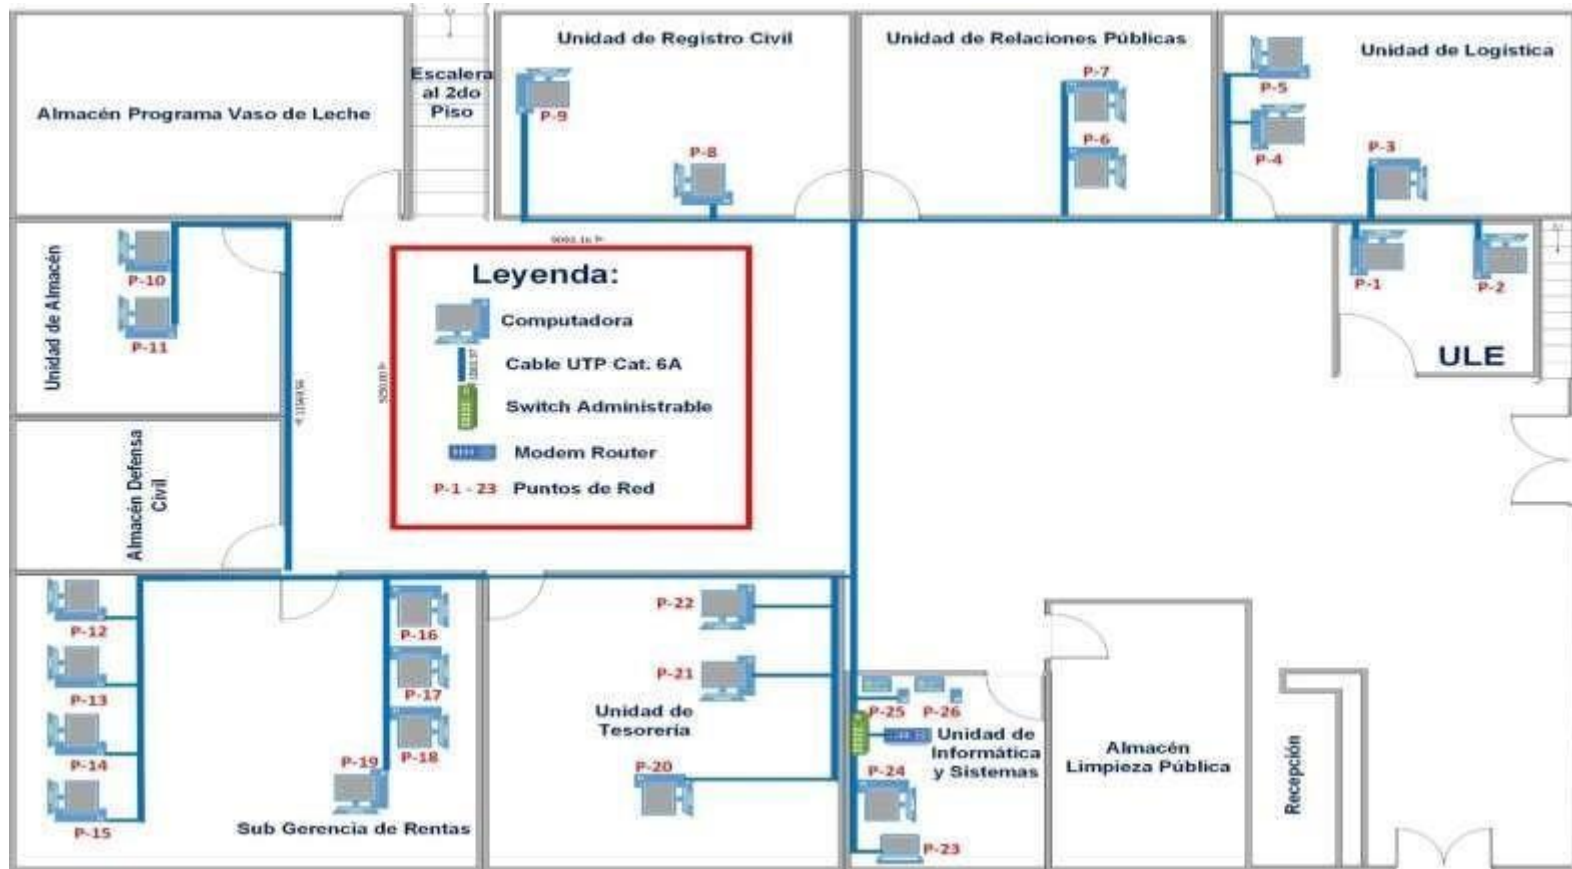 Almacén Programa Vaso de Leche
Escalera
al 2do
Piso
Unidad de Registro Civil
P-9
P-8
Unidad de Relaciones Públicas
P-7
P-6
Unidad de Logística
P-5
P-4
P-3
P-1
P-2
ULE
Unidad de Almacén
P-10
P-11
Almacén Defensa
Civil
Leyenda:
Computadora
Cable UTP Cat. 6A
Switch Administrable
Modem Router
P-1 - 23 Puntos de Red
P-12
P-13
P-14
P-15
P-16
P-17
P-18
P-19
Sub Gerencia de Rentas
P-22
P-21
Unidad de
Tesorería
P-20
P-25
P-26
Unidad de
Informática
y Sistemas
P-24
P-23
Almacén
Limpieza Pública
Recepción